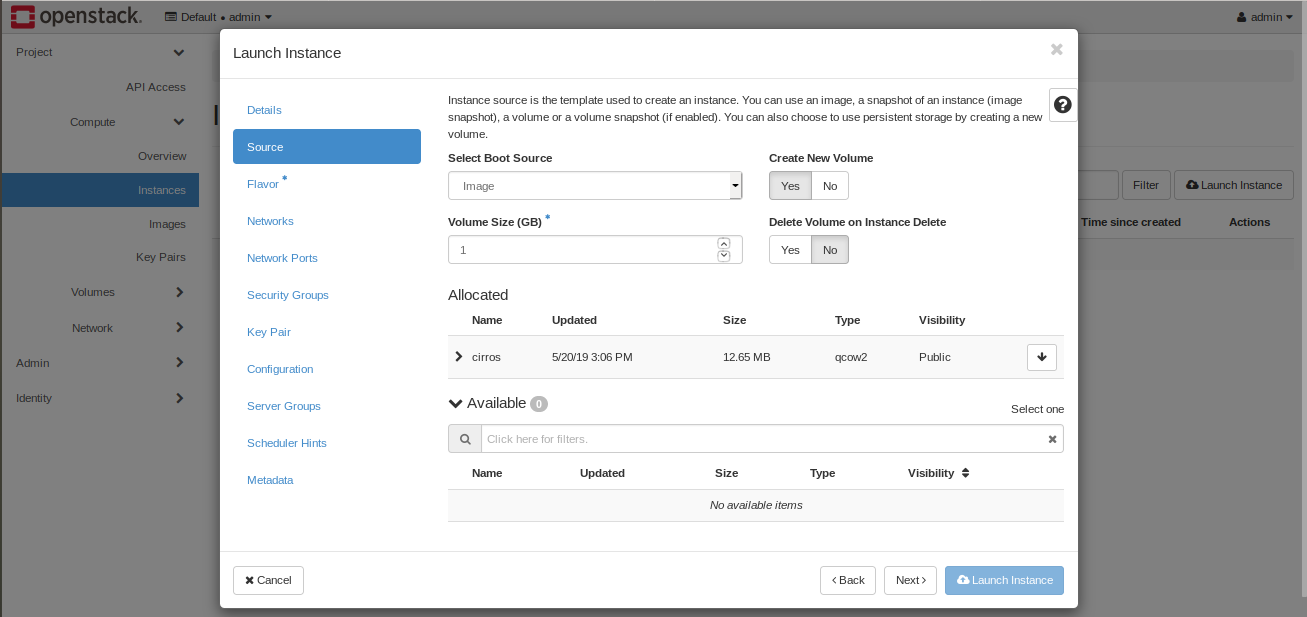 openstack. Default • admin
admin
Project
API Access
Compute
Overview
Instances
Images
Key Pairs
Volumes
Network
Admin
Identity
Filter
Launch Instance
Time since created
Actions
Launch Instance
Details
Source
Flavor *
Networks
Network Ports
Security Groups
Key Pair
Configuration
Server Groups
Scheduler Hints
Metadata
Instance source is the template used to create an instance. You can use an image, a snapshot of an instance (image
snapshot), a volume or a volume snapshot (if enabled). You can also choose to use persistent storage by creating a new
volume.
Select Boot Source
Image
Create New Volume
Yes No
Volume Size (GB) *
1
Delete Volume on Instance Delete
Yes No
Allocated
Name Updated Size Type Visibility
cirros 5/20/19 3:06 PM 12.65 MB qcow2 Public
Available 0
Select one
Click here for filters.
Name Updated Size Type Visibility
No available items
Cancel
Back
Next
Launch Instance